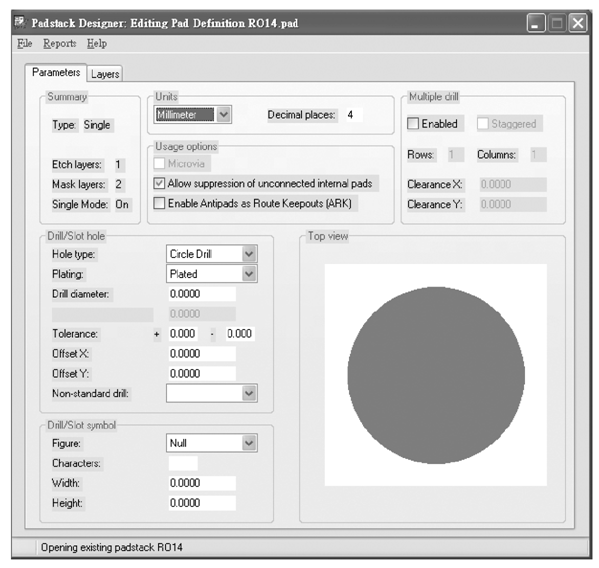 Padstack Designer: Editing Pad Definition RO14.pad
File Reports Help
Parameters Layers
Summary
Type: Single
Etch layers: 1
Mask layers: 2
Single Mode: On
Units
Millimeter Decimal places: 4
Usage options
Microvia
Allow suppression of unconnected internal pads
Enable Antipads as Route Keepouts (ARK)
Multiple drill
Enabled Staggered
Rows: 1 Columns: 1
Clearance X: 0.0000
Clearance Y: 0.0000
Drill/Slot hole
Hole type: Circle Drill
Plating: Plated
Drill diameter: 0.0000
0.0000
Tolerance: + 0.000 - 0.000
Offset X: 0.0000
Offset Y: 0.0000
Non-standard drill:
Drill/Slot symbol
Figure: Null
Characters:
Width: 0.0000
Height: 0.0000
Top view
Opening existing padstack RO14